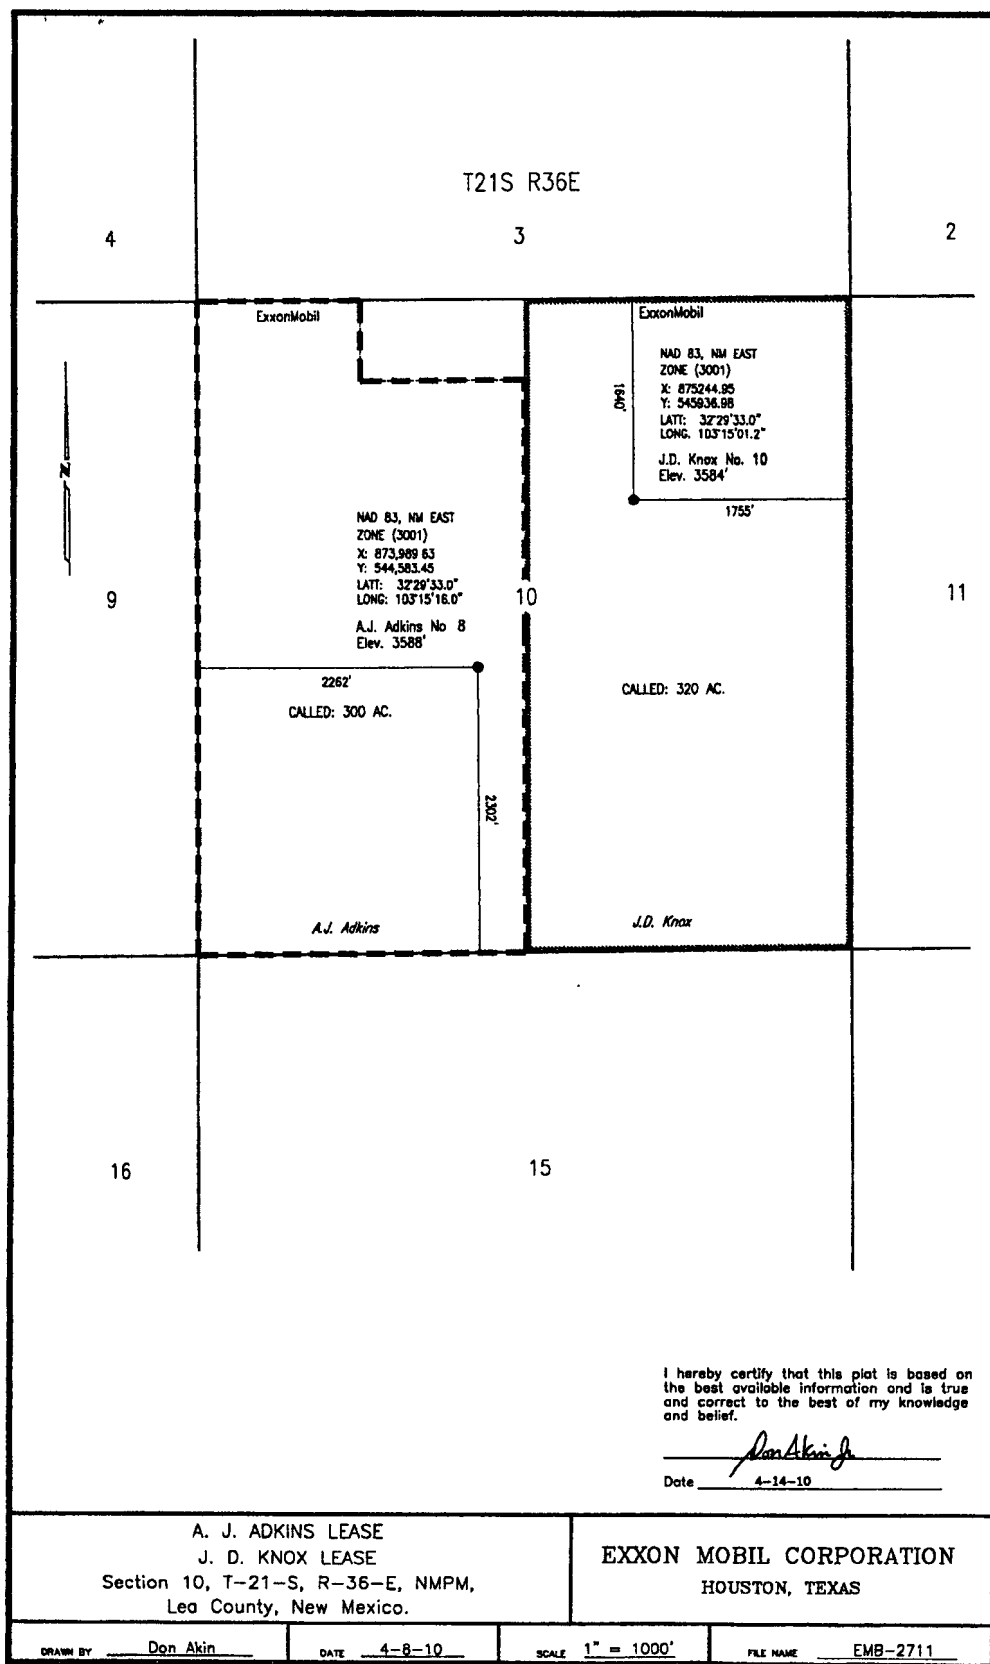 T21S R36E
4
3
2
ExxonMobil
ExxonMobil
NAD 83, NM EAST
ZONE (3001)
X: 875244.95
Y: 545936.98
LATT: 32°29'33.0"
LONG. 103°15'01.2"
J.D. Knox No. 10
Elev. 3584'
1640'
1755'
NAD 83, NM EAST
ZONE (3001)
X: 873,989 63
Y: 544,583.45
LATT: 32°29'33.0"
LONG: 103°15'16.0"
A.J. Adkins No 8
Elev. 3588'
N
9
10
11
2262'
CALLED: 300 AC.
CALLED: 320 AC.
2302'
A.J. Adkins
J.D. Knox
16
15
I hereby certify that this plat is based on
the best available information and is true
and correct to the best of my knowledge
and belief.
Don Akin Jr
Date 4-14-10
A. J. ADKINS LEASE
J. D. KNOX LEASE
Section 10, T-21-S, R-36-E, NMPM,
Lea County, New Mexico.
EXXON MOBIL CORPORATION
HOUSTON, TEXAS
DRAWN BY Don Akin
DATE 4-8-10
SCALE 1" = 1000'
FILE NAME EMB-2711